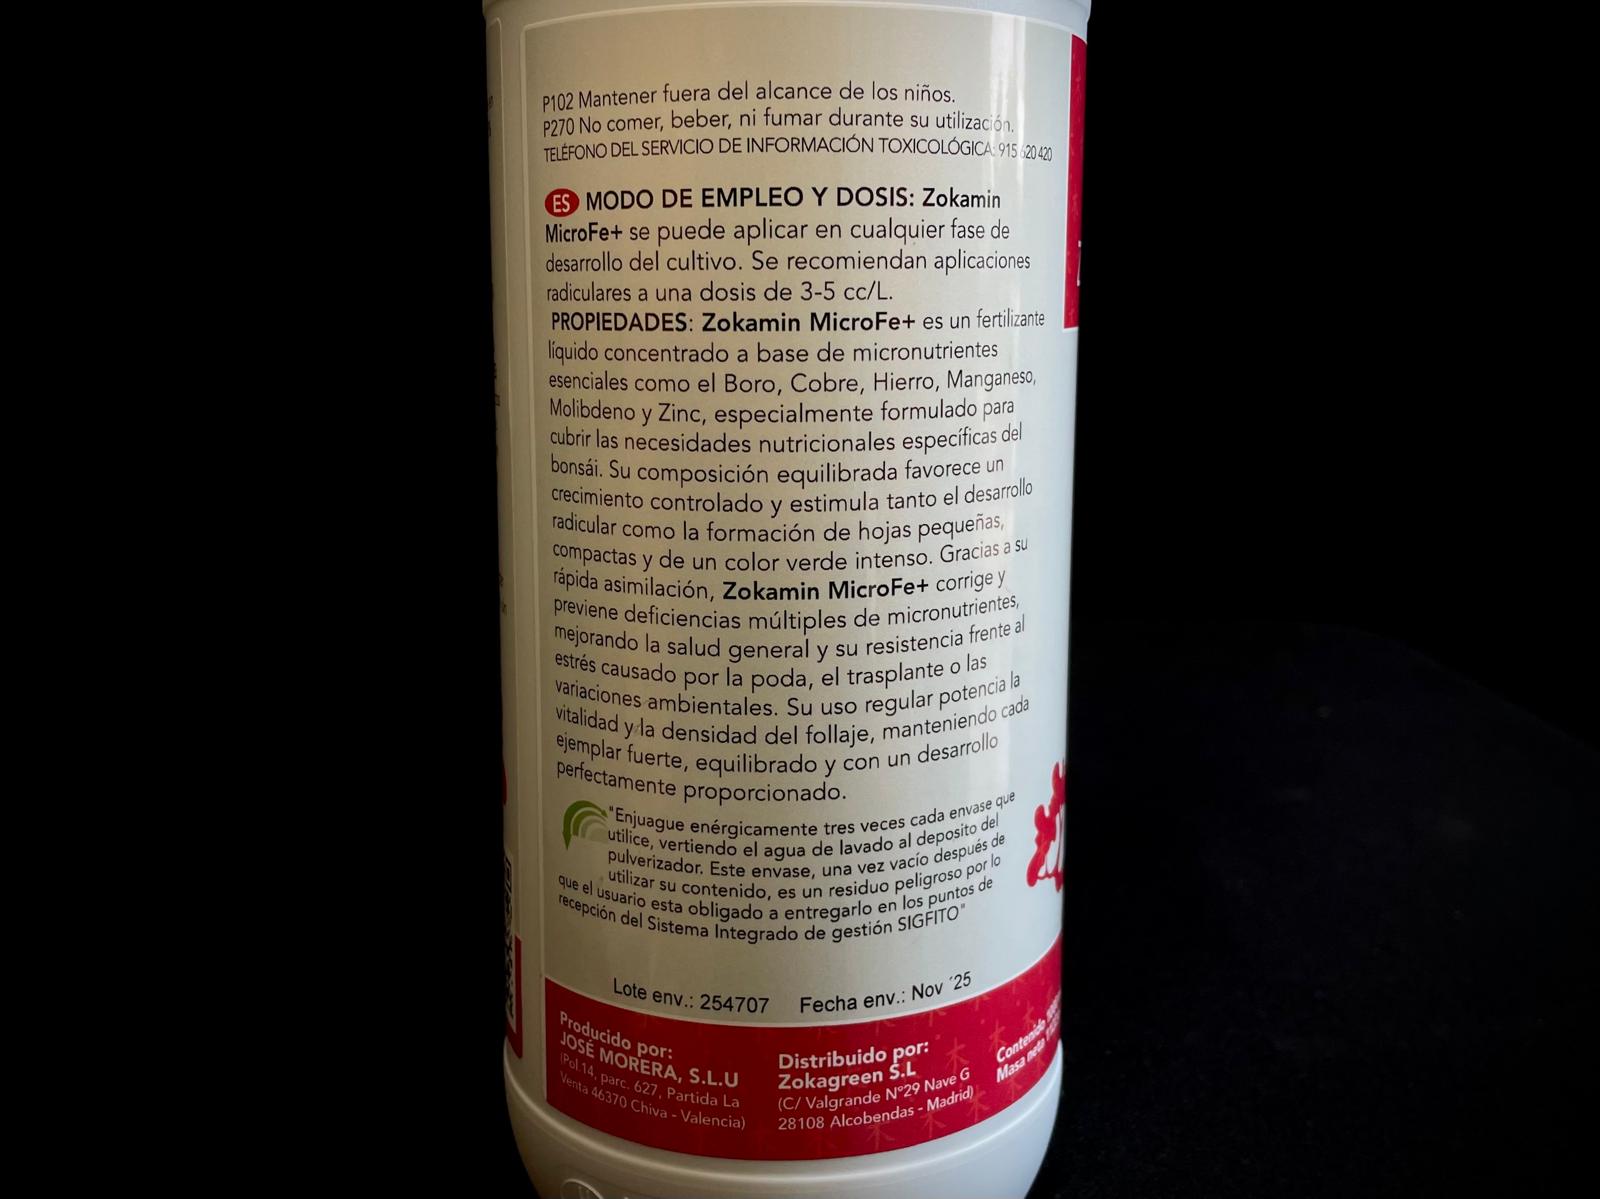 P102 Mantener fuera del alcance de los niños.
P270 No comer, beber, ni fumar durante su utilización.
TELÉFONO DEL SERVICIO DE INFORMACIÓN TOXICOLÓGICA: 915 620 420
ES MODO DE EMPLEO Y DOSIS: Zokamin
MicroFe+ se puede aplicar en cualquier fase de
desarrollo del cultivo. Se recomiendan aplicaciones
radiculares a una dosis de 3-5 cc/L.
PROPIEDADES: Zokamin MicroFe+ es un fertilizante
líquido concentrado a base de micronutrientes
esenciales como el Boro, Cobre, Hierro, Manganeso,
Molibdeno y Zinc, especialmente formulado para
cubrir las necesidades nutricionales específicas del
bonsái. Su composición equilibrada favorece un
crecimiento controlado y estimula tanto el desarrollo
radicular como la formación de hojas pequeñas,
compactas y de un color verde intenso. Gracias a su
rápida asimilación, Zokamin MicroFe+ corrige y
previene deficiencias múltiples de micronutrientes,
mejorando la salud general y su resistencia frente al
estrés causado por la poda, el trasplante o las
variaciones ambientales. Su uso regular potencia la
vitalidad y la densidad del follaje, manteniendo cada
ejemplar fuerte, equilibrado y con un desarrollo
perfectamente proporcionado.
"Enjuague enérgicamente tres veces cada envase que
utilice, vertiendo el agua de lavado al deposito del
pulverizador. Este envase, una vez vacío después de
utilizar su contenido, es un residuo peligroso por lo
que el usuario esta obligado a entregarlo en los puntos de
recepción del Sistema Integrado de gestión SIGFITO"
Lote env.: 254707 Fecha env.: Nov ´25
Producido por:
JOSÉ MORERA, S.L.U
(Pol.14, parc. 627, Partida La
Venta 46370 Chiva - Valencia)
Distribuido por:
Zokagreen S.L
(C/ Valgrande Nº29 Nave G
28108 Alcobendas - Madrid)
Contenido
Masa neta